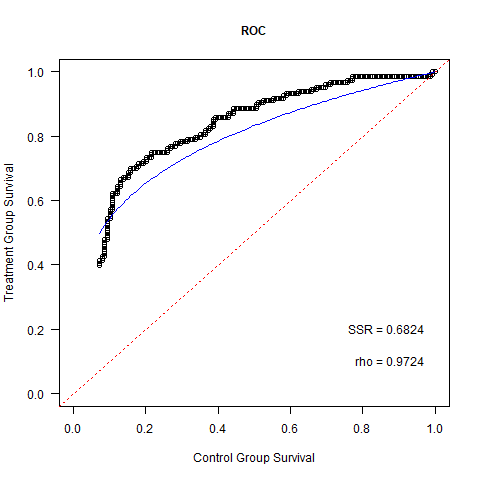 ROC
Treatment Group Survival
1.0
0.8
0.6
0.4
0.2
0.0
SSR = 0.6824
rho = 0.9724
0.0 0.2 0.4 0.6 0.8 1.0
Control Group Survival